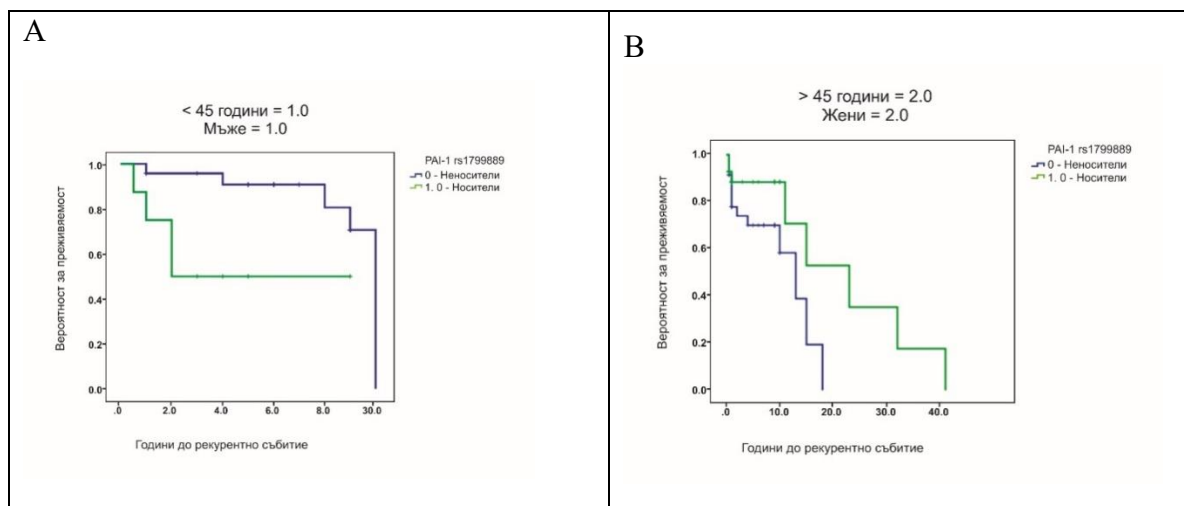 A
< 45 години = 1.0
Мъже = 1.0
PAI-1 rs1799889
0 - Неносители
1. 0 - Носители
Вероятност за преживяемост
1.0
0.8
0.6
0.4
0.2
0.0
.0 2.0 4.0 6.0 8.0 30.0
Години до рекурентно събитие
B
> 45 години = 2.0
Жени = 2.0
PAI-1 rs1799889
0 - Неносители
1. 0 - Носители
Вероятност за преживяемост
1.0
0.8
0.6
0.4
0.2
0.0
.0 10.0 20.0 30.0 40.0
Години до рекурентно събитие